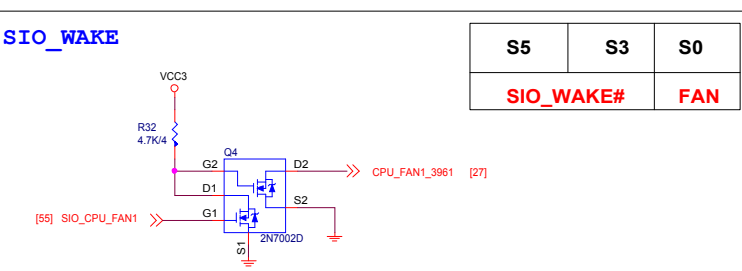 SIO_WAKE
S5 S3 S0
SIO_WAKE# FAN
VCC3
R32
4.7K/4
Q4
G2 D2
CPU_FAN1_3961 [27]
D1
S2
[55] SIO_CPU_FAN1 G1
2N7002D
S1